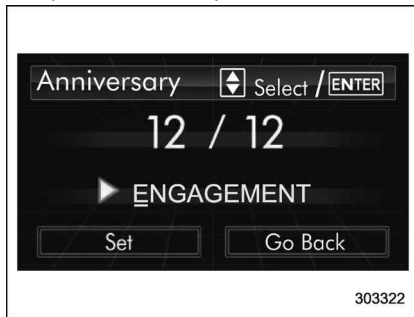 Anniversary Select / ENTER
12 / 12
ENGAGEMENT
Set Go Back
303322